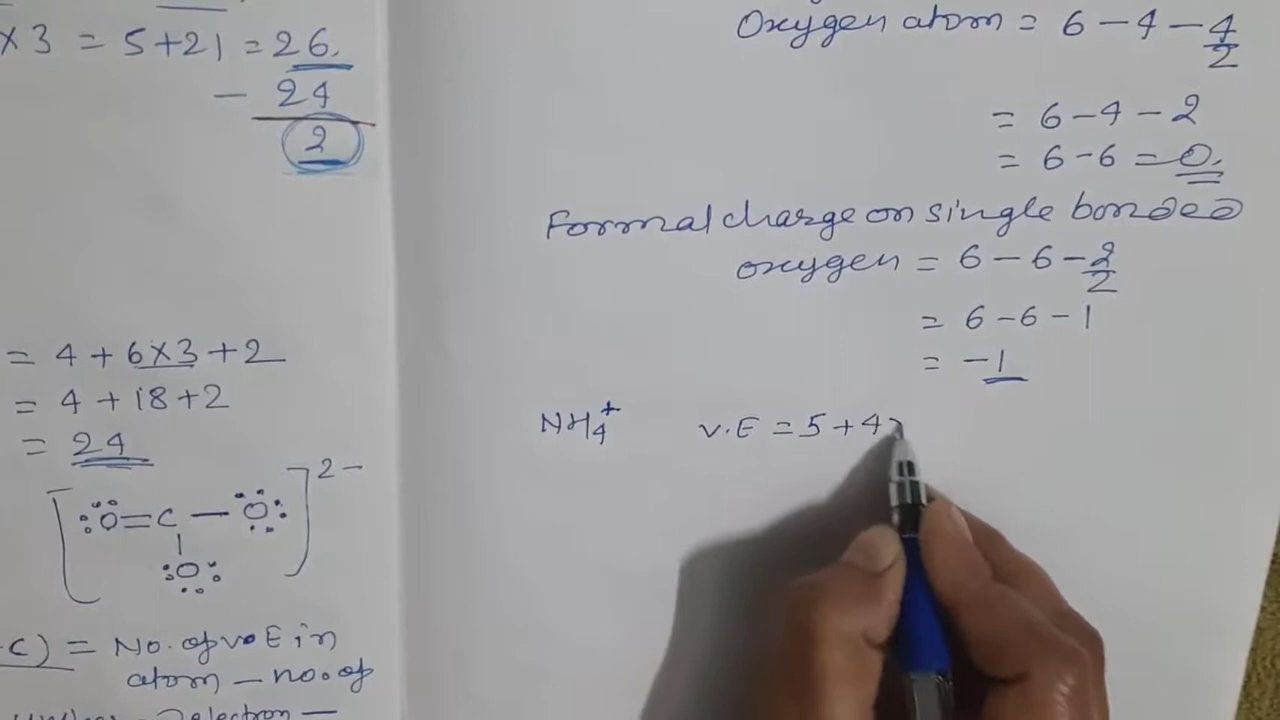 ×3 = 5+21 = 26.
- 24
2
= 4 + 6×3 + 2
= 4 + 18 + 2
= 24
2-
:O=C-O:
:O:
C) = No. of v.E in
atom - no. of
electron -
Oxygen atom = 6 - 4 - 4/2
= 6 - 4 - 2
= 6 - 6 = 0.
Formal charge on single bonded
oxygen = 6 - 6 - 2/2
= 6 - 6 - 1
= -1
NH4+ V.E = 5 + 4